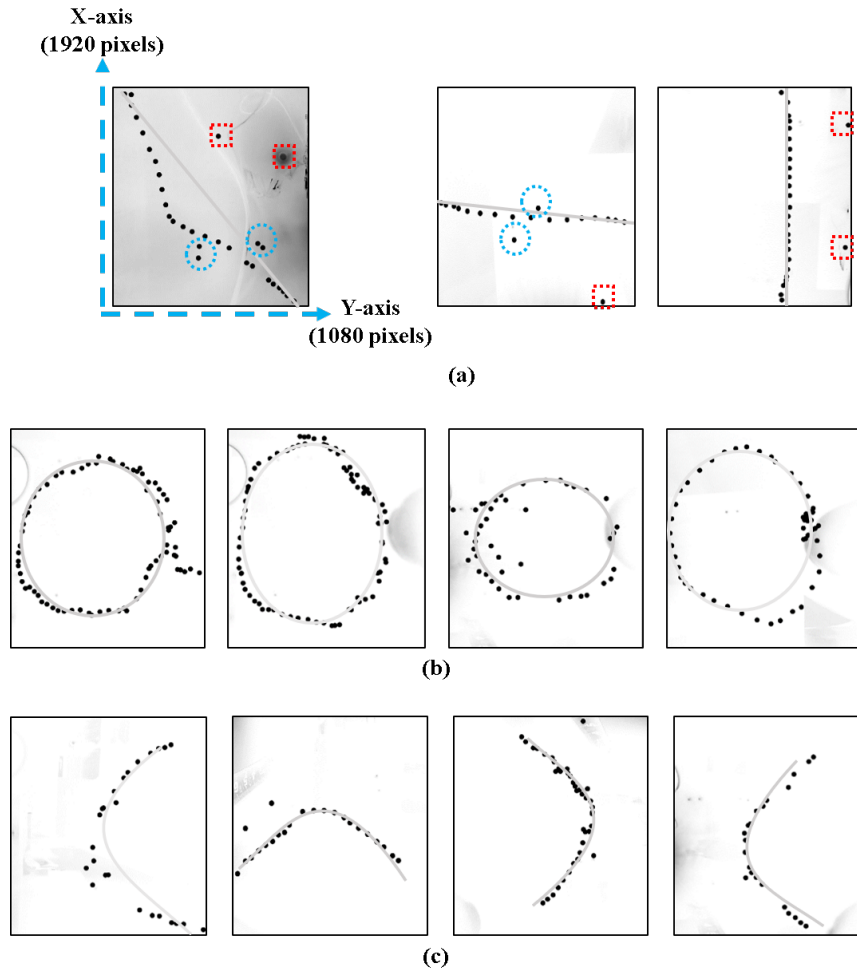 X-axis
(1920 pixels)
Y-axis
(1080 pixels)
(a)
(b)
(c)